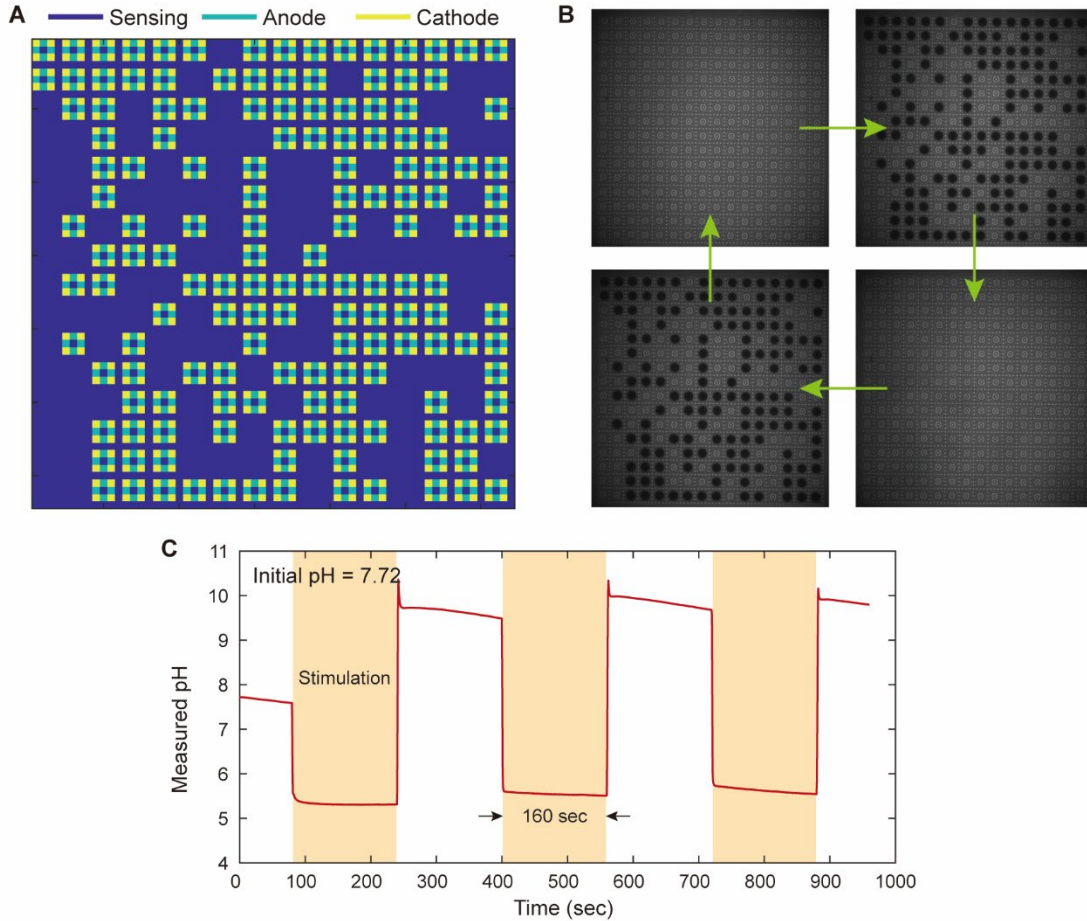 A
Sensing
Anode
Cathode
B
C
11
10
9
8
7
6
5
4
Measured pH
Initial pH = 7.72
Stimulation
160 sec
0
100
200
300
400
500
600
700
800
900
1000
Time (sec)